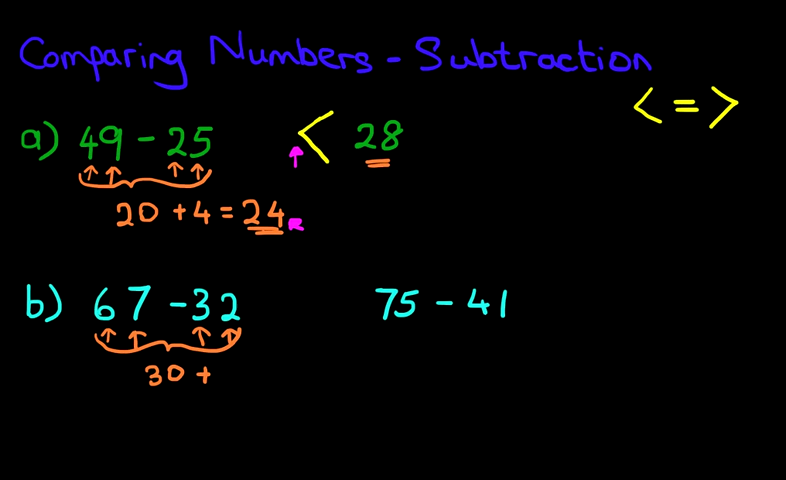 Comparing Numbers - Subtraction
< = >
a) 49 - 25 < 28
20 + 4 = 24
b) 67 - 32 75 - 41
30 +